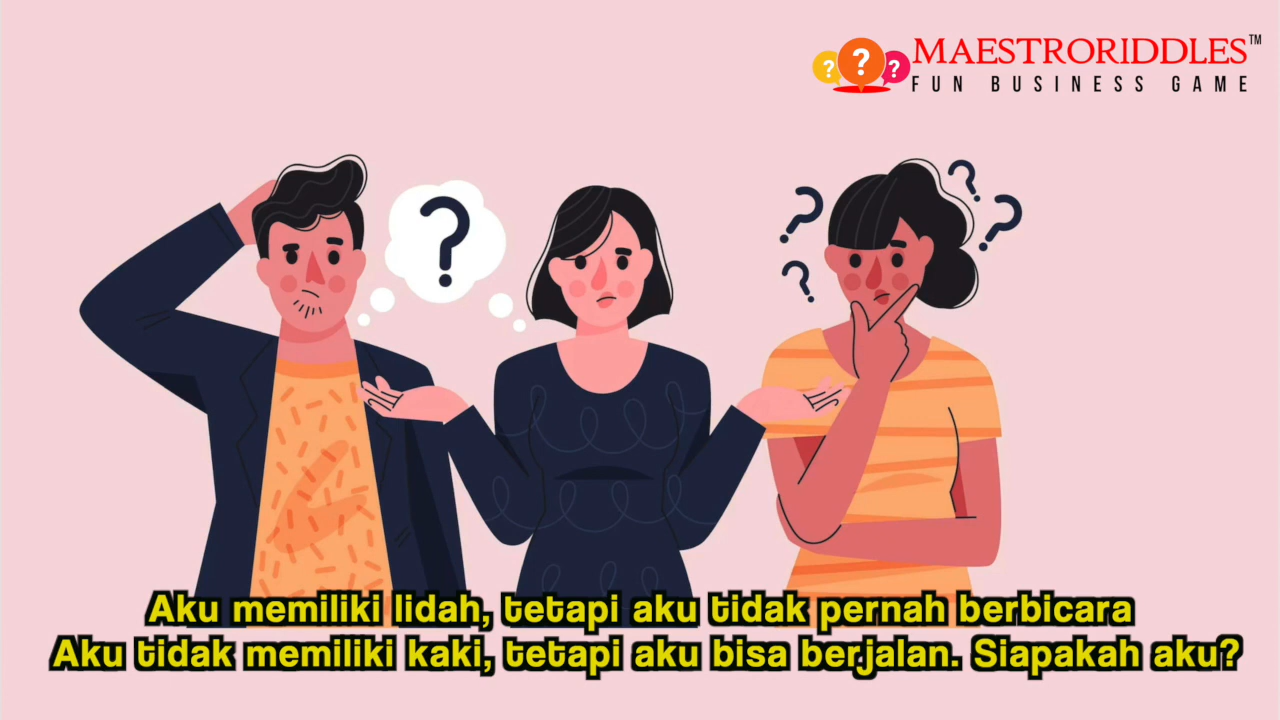 MAESTRORIDDLES™
FUN BUSINESS GAME
Aku memiliki lidah, tetapi aku tidak pernah berbicara
Aku tidak memiliki kaki, tetapi aku bisa berjalan. Siapakah aku?